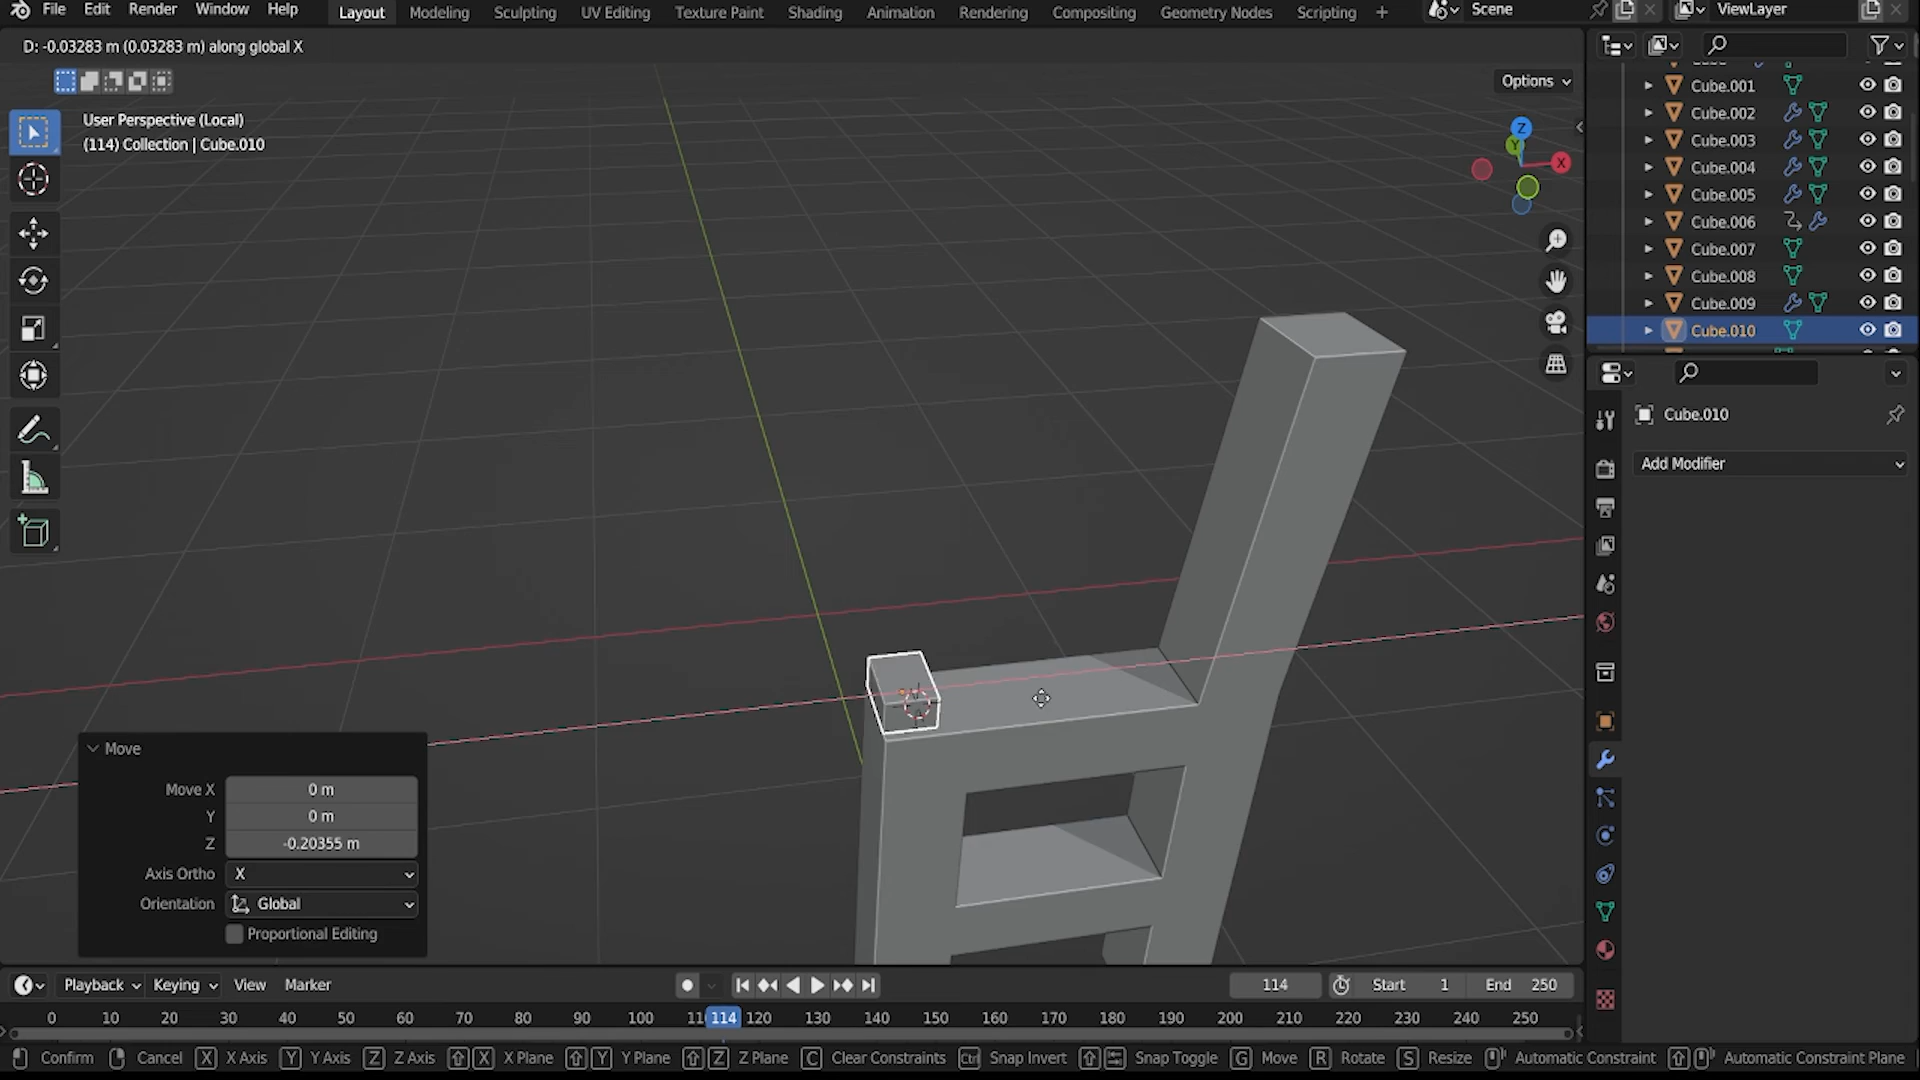 File Edit Render Window Help Layout Modeling Sculpting UV Editing Texture Paint Shading Animation Rendering Compositing Geometry Nodes Scripting + Scene ViewLayer
D: -0.03283 m (0.03283 m) along global X
Options
User Perspective (Local)
(114) Collection | Cube.010
Z
Y
X
Cube.001
Cube.002
Cube.003
Cube.004
Cube.005
Cube.006
Cube.007
Cube.008
Cube.009
Cube.010
Cube.010
Add Modifier
Move
Move X 0 m
Y 0 m
Z -0.20355 m
Axis Ortho X
Orientation Global
Proportional Editing
Playback Keying View Marker 114 Start 1 End 250
0 10 20 30 40 50 60 70 80 90 100 11 114 120 130 140 150 160 170 180 190 200 210 220 230 240 250
Confirm Cancel X X Axis Y Y Axis Z Z Axis X X Plane Y Y Plane Z Z Plane C Clear Constraints Ctrl Snap Invert Snap Toggle G Move R Rotate S Resize Automatic Constraint Automatic Constraint Plane